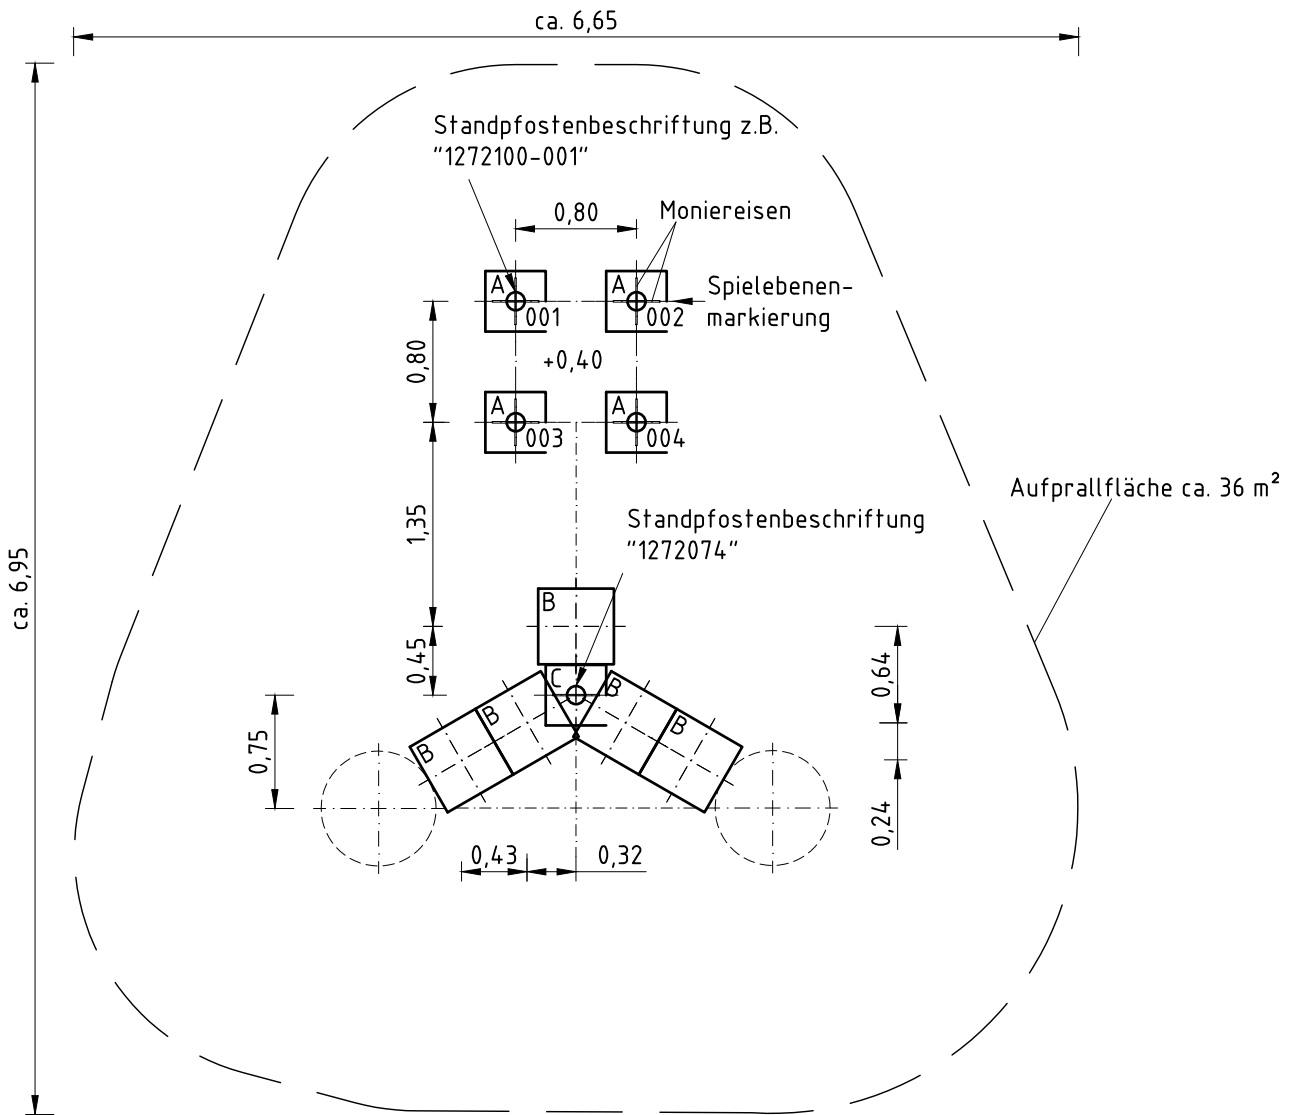 ca. 6,65
Standpfostenbeschriftung z.B.
"1272100-001"
0,80
Moniereisen
A
A
Spielebenen-
markierung
001
002
0,80
+0,40
A
A
003
004
Aufprallfläche ca. 36 m²
1,35
Standpfostenbeschriftung
"1272074"
ca. 6,95
B
0,45
0,64
C
B
B
B
B
0,75
0,24
0,43
0,32